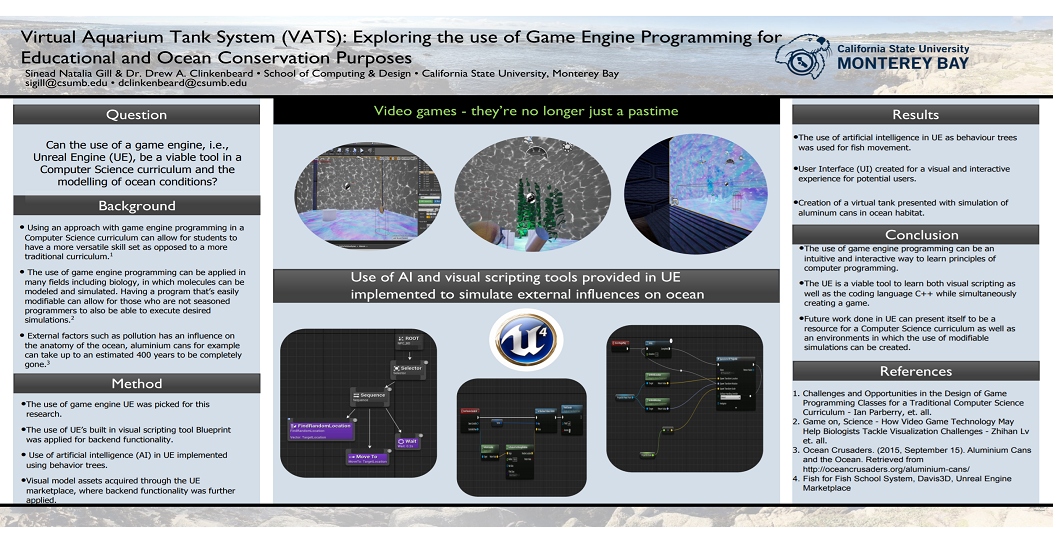 Virtual Aquarium Tank System (VATS): Exploring the use of Game Engine Programming for
Educational and Ocean Conservation Purposes
Sinead Natalia Gill & Dr. Drew A. Clinkenbeard • School of Computing & Design • California State University, Monterey Bay
sigill@csumb.edu • dclinkenbeard@csumb.edu
California State University
MONTEREY BAY
Question
Can the use of a game engine, i.e.,
Unreal Engine (UE), be a viable tool in a
Computer Science curriculum and the
modelling of ocean conditions?
Background
• Using an approach with game engine programming in a
Computer Science curriculum can allow for students to
have a more versatile skill set as opposed to a more
traditional curriculum.1
• The use of game engine programming can be applied in
many fields including biology, in which molecules can be
modeled and simulated. Having a program that's easily
modifiable can allow for those who are not seasoned
programmers to also be able to execute desired
simulations.2
• External factors such as pollution has an influence on
the anatomy of the ocean, aluminum cans for example
can take up to an estimated 400 years to be completely
gone.3
Method
•The use of game engine UE was picked for this
research.
•The use of UE's built in visual scripting tool Blueprint
was applied for backend functionality.
• Use of artificial intelligence (AI) in UE implemented
using behavior trees.
•Visual model assets acquired through the UE
marketplace, where backend functionality was further
applied.
Video games - they're no longer just a pastime
Use of AI and visual scripting tools provided in UE
implemented to simulate external influences on ocean
4
ROOT
Selector
Sequence
FindRandomLocation
Wait
Move To
Results
•The use of artificial intelligence in UE as behaviour trees
was used for fish movement.
•User Interface (UI) created for a visual and interactive
experience for potential users.
•Creation of a virtual tank presented with simulation of
aluminum cans in ocean habitat.
Conclusion
•The use of game engine programming can be an
intuitive and interactive way to learn principles of
computer programming.
•The UE is a viable tool to learn both visual scripting as
well as the coding language C++ while simultaneously
creating a game.
•Future work done in UE can present itself to be a
resource for a Computer Science curriculum as well as
an environments in which the use of modifiable
simulations can be created.
References
1. Challenges and Opportunities in the Design of Game
Programming Classes for a Traditional Computer Science
Curriculum - Ian Parberry, et. all.
2. Game on, Science - How Video Game Technology May
Help Biologists Tackle Visualization Challenges - Zhihan Lv
et. all.
3. Ocean Crusaders. (2015, September 15). Aluminium Cans
and the Ocean. Retrieved from
http://oceancrusaders.org/aluminium-cans/
4. Fish for Fish School System, Davis3D, Unreal Engine
Marketplace